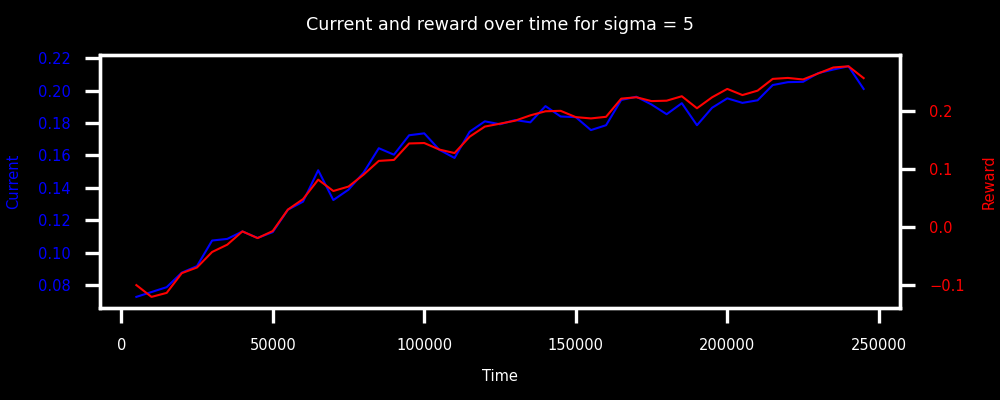 Current and reward over time for sigma = 5
0.22
0.20
0.18
0.16
0.14
0.12
0.10
0.08
Current
0.2
0.1
0.0
−0.1
Reward
0 50000 100000 150000 200000 250000
Time